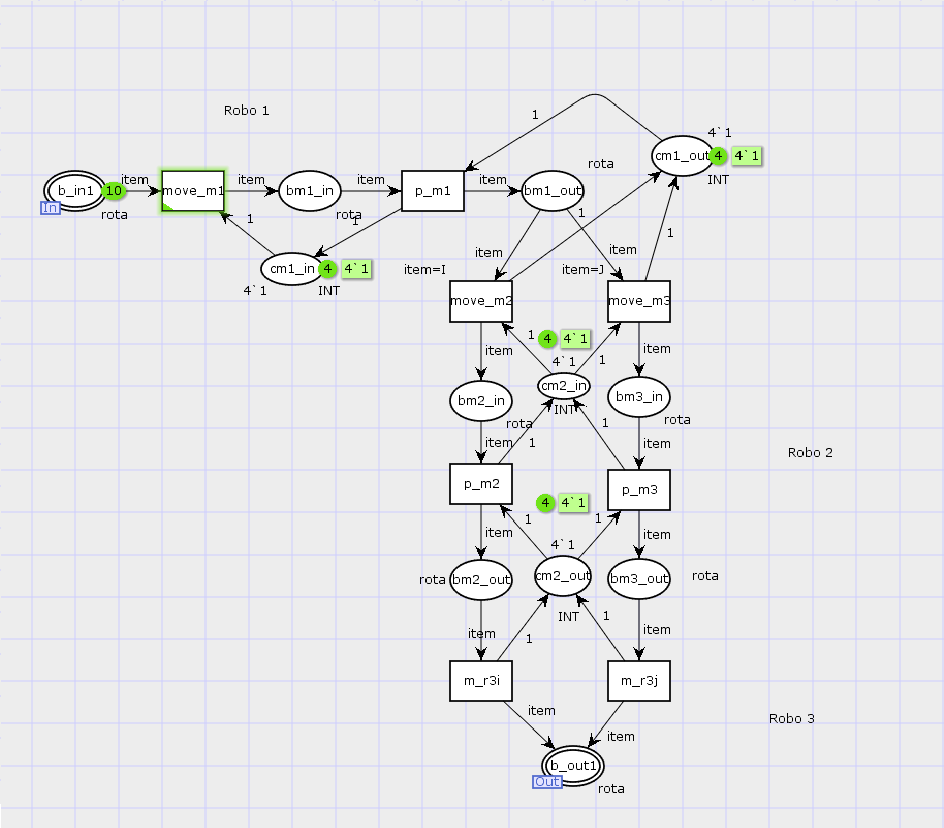 Robo 1
1
4`1
cm1_out
4
4`1
INT
rota
item
item
item
item
b_in1
10
move_m1
bm1_in
p_m1
bm1_out
In
rota
rota
1
1
1
1
item
item
cm1_in
4
4`1
item=I
item=J
4`1
INT
move_m2
move_m3
1
4
4`1
item
item
4`1
1
cm2_in
bm2_in
bm3_in
INT
rota
rota
1
1
item
item
Robo 2
p_m2
p_m3
4
4`1
1
1
item
item
4`1
rota
bm2_out
cm2_out
bm3_out
rota
INT
1
item
item
1
m_r3i
m_r3j
item
Robo 3
item
b_out1
Out
rota